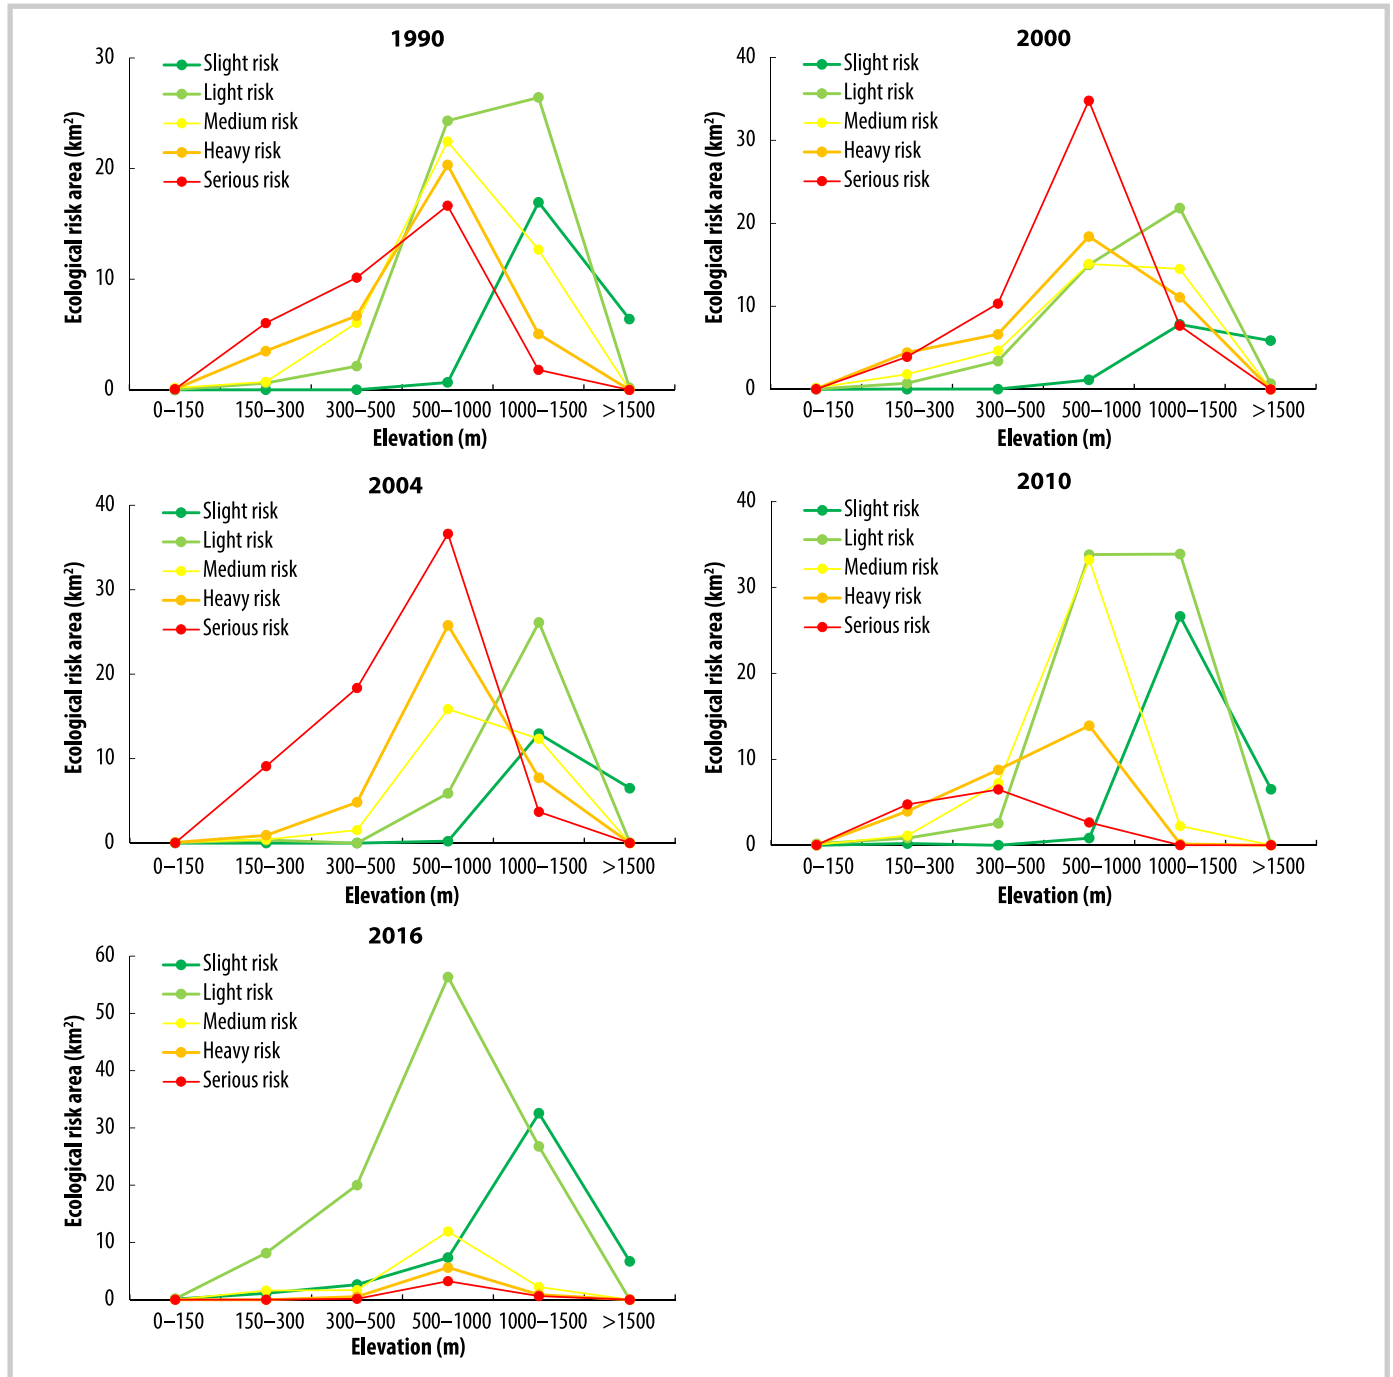 1990
Ecological risk area (km²)
30
20
10
0
Slight risk
Light risk
Medium risk
Heavy risk
Serious risk
0–150 150–300 300–500 500–1000 1000–1500 >1500
Elevation (m)
2000
Ecological risk area (km²)
40
30
20
10
0
Slight risk
Light risk
Medium risk
Heavy risk
Serious risk
0–150 150–300 300–500 500–1000 1000–1500 >1500
Elevation (m)
2004
Ecological risk area (km²)
40
30
20
10
0
Slight risk
Light risk
Medium risk
Heavy risk
Serious risk
0–150 150–300 300–500 500–1000 1000–1500 >1500
Elevation (m)
2010
Ecological risk area (km²)
40
30
20
10
0
Slight risk
Light risk
Medium risk
Heavy risk
Serious risk
0–150 150–300 300–500 500–1000 1000–1500 >1500
Elevation (m)
2016
Ecological risk area (km²)
60
50
40
30
20
10
0
Slight risk
Light risk
Medium risk
Heavy risk
Serious risk
0–150 150–300 300–500 500–1000 1000–1500 >1500
Elevation (m)